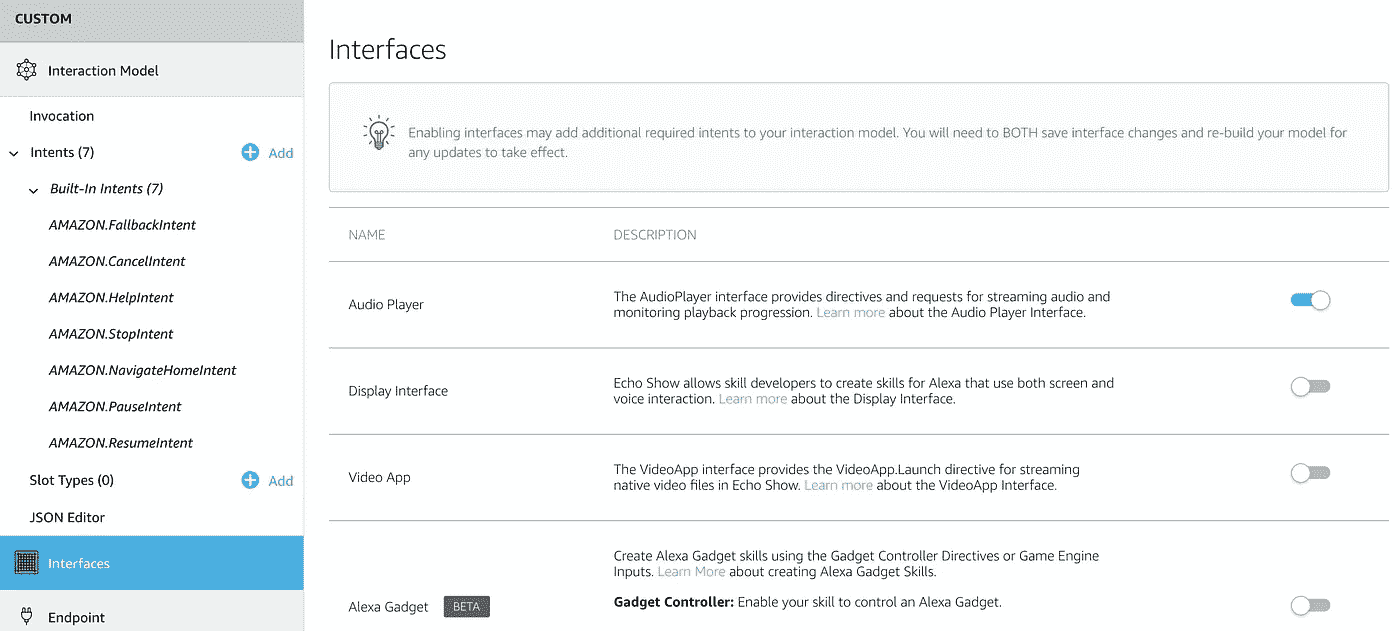 CUSTOM
Interaction Model
Invocation
Intents (7)
Add
Built-In Intents (7)
AMAZON.FallbackIntent
AMAZON.CancelIntent
AMAZON.HelpIntent
AMAZON.StopIntent
AMAZON.NavigateHomeIntent
AMAZON.PauseIntent
AMAZON.ResumeIntent
Slot Types (0)
Add
JSON Editor
Interfaces
Endpoint
Interfaces
Enabling interfaces may add additional required intents to your interaction model. You will need to BOTH save interface changes and re-build your model for
any updates to take effect.
NAME
DESCRIPTION
Audio Player
The AudioPlayer interface provides directives and requests for streaming audio and
monitoring playback progression. Learn more about the Audio Player Interface.
Display Interface
Echo Show allows skill developers to create skills for Alexa that use both screen and
voice interaction. Learn more about the Display Interface.
Video App
The VideoApp interface provides the VideoApp.Launch directive for streaming
native video files in Echo Show. Learn more about the VideoApp Interface.
Alexa Gadget
BETA
Create Alexa Gadget skills using the Gadget Controller Directives or Game Engine
Inputs. Learn More about creating Alexa Gadget Skills.
Gadget Controller: Enable your skill to control an Alexa Gadget.